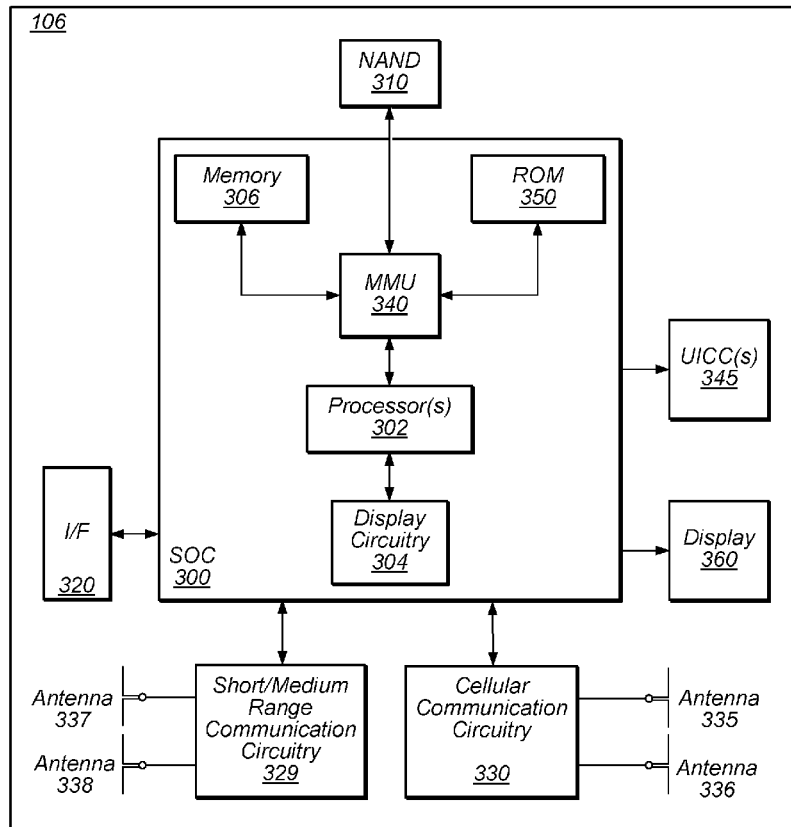 106
NAND
310
Memory
306
ROM
350
MMU
340
UICC(s)
345
Processor(s)
302
I/F
320
SOC
300
Display
Circuitry
304
Display
360
Antenna
337
Short/Medium
Range
Communication
Circuitry
329
Cellular
Communication
Circuitry
330
Antenna
335
Antenna
338
Antenna
336